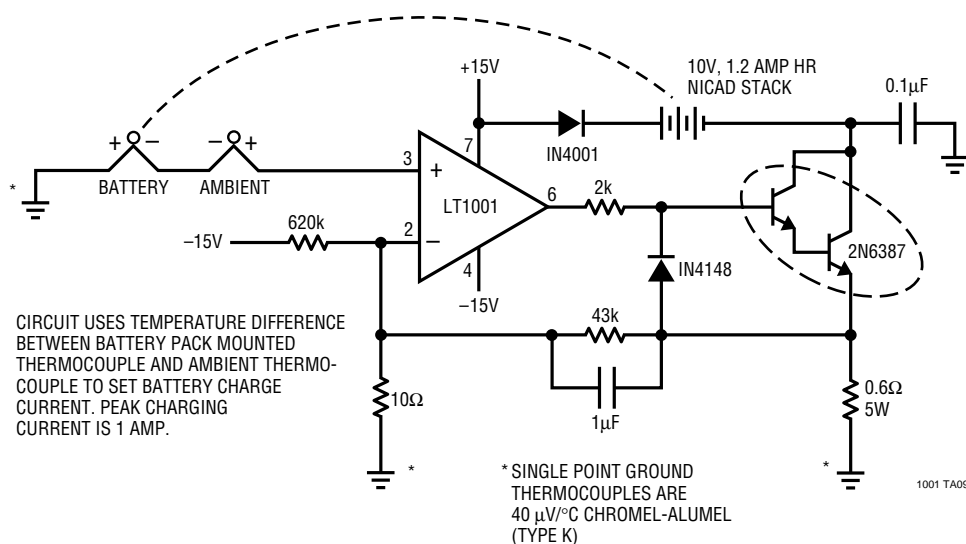 10V, 1.2 AMP HR
NICAD STACK
0.1µF
+15V
+ –
– +
7
IN4001
*
BATTERY
AMBIENT
3
+
LT1001
6
2k
620k
–15V
2
–
4
–15V
IN4148
2N6387
CIRCUIT USES TEMPERATURE DIFFERENCE
BETWEEN BATTERY PACK MOUNTED
THERMOCOUPLE AND AMBIENT THERMO-
COUPLE TO SET BATTERY CHARGE
CURRENT. PEAK CHARGING
CURRENT IS 1 AMP.
43k
10Ω
1µF
0.6Ω
5W
*
*
* SINGLE POINT GROUND
THERMOCOUPLES ARE
40 µV/°C CHROMEL-ALUMEL
(TYPE K)
1001 TA09